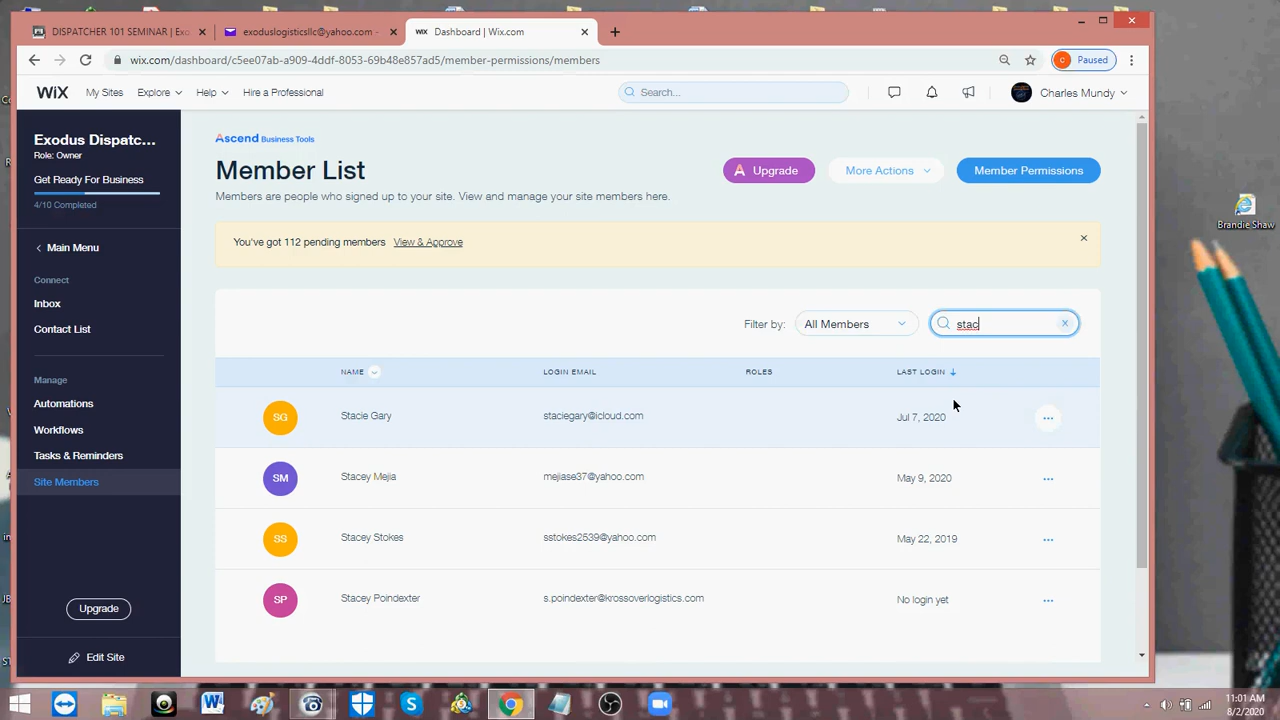 DISPATCHER 101 SEMINAR | Exo
exoduslogisticsllc@yahoo.com -
WiX Dashboard | Wix.com
wix.com/dashboard/c5ee07ab-a909-4ddf-8053-69b48e857ad5/member-permissions/members
Paused
WiX My Sites Explore Help Hire a Professional Search... Charles Mundy
Exodus Dispatc...
Role: Owner
Get Ready For Business
4/10 Completed
Main Menu
Connect
Inbox
Contact List
Manage
Automations
Workflows
Tasks & Reminders
Site Members
Upgrade
Edit Site
Ascend Business Tools
Member List
Upgrade More Actions Member Permissions
Members are people who signed up to your site. View and manage your site members here.
You've got 112 pending members View & Approve
Filter by: All Members stac
NAME LOGIN EMAIL ROLES LAST LOGIN
SG Stacie Gary staciegary@icloud.com Jul 7, 2020
SM Stacey Mejia mejiase37@yahoo.com May 9, 2020
SS Stacey Stokes sstokes2539@yahoo.com May 22, 2019
SP Stacey Poindexter s.poindexter@krossoverlogistics.com No login yet
Brandie Shaw
11:01 AM
8/2/2020